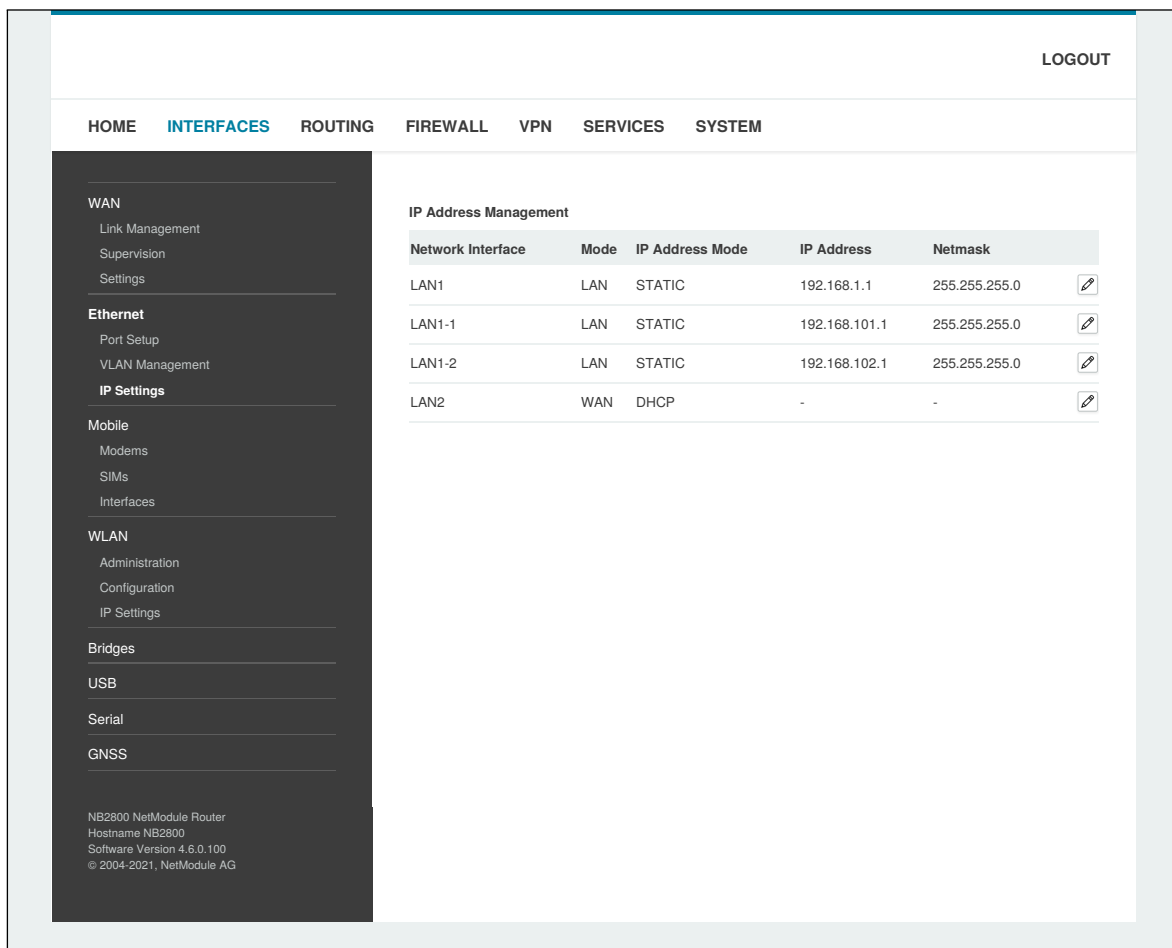 LOGOUT
HOME INTERFACES ROUTING FIREWALL VPN SERVICES SYSTEM
WAN
Link Management
Supervision
Settings
Ethernet
Port Setup
VLAN Management
IP Settings
Mobile
Modems
SIMs
Interfaces
WLAN
Administration
Configuration
IP Settings
Bridges
USB
Serial
GNSS
NB2800 NetModule Router
Hostname NB2800
Software Version 4.6.0.100
© 2004-2021, NetModule AG
IP Address Management
Network Interface Mode IP Address Mode IP Address Netmask
LAN1 LAN STATIC 192.168.1.1 255.255.255.0
LAN1-1 LAN STATIC 192.168.101.1 255.255.255.0
LAN1-2 LAN STATIC 192.168.102.1 255.255.255.0
LAN2 WAN DHCP - -